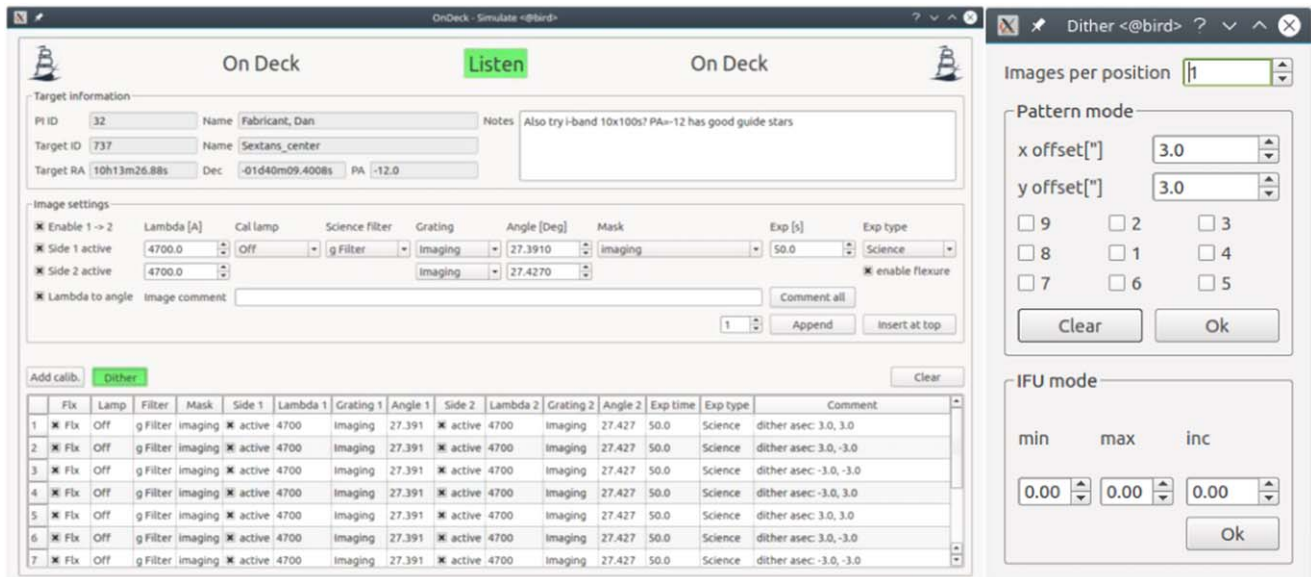 OnDeck - Simulate <@bird>
On Deck Listen On Deck
Target information
PI ID 32 Name Fabricant, Dan Notes Also try i-band 10x100s? PA=-12 has good guide stars
Target ID 737 Name Sextans_center
Target RA 10h13m26.88s Dec -01d40m09.4008s PA -12.0
Image settings
Enable 1 -> 2 Lambda [A] Cal lamp Science filter Grating Angle [Deg] Mask Exp [s] Exp type
Side 1 active 4700.0 Off g Filter Imaging 27.3910 imaging 50.0 Science
Side 2 active 4700.0 Imaging 27.4270 enable flexure
Lambda to angle Image comment Comment all
1 Append Insert at top
Add calib. Dither Clear
Flx Lamp Filter Mask Side 1 Lambda 1 Grating 1 Angle 1 Side 2 Lambda 2 Grating 2 Angle 2 Exp time Exp type Comment
1 Flx Off g Filter imaging active 4700 Imaging 27.391 active 4700 Imaging 27.427 50.0 Science dither asec: 3.0, 3.0
2 Flx Off g Filter imaging active 4700 Imaging 27.391 active 4700 Imaging 27.427 50.0 Science dither asec: 3.0, -3.0
3 Flx Off g Filter imaging active 4700 Imaging 27.391 active 4700 Imaging 27.427 50.0 Science dither asec: -3.0, -3.0
4 Flx Off g Filter imaging active 4700 Imaging 27.391 active 4700 Imaging 27.427 50.0 Science dither asec: -3.0, 3.0
5 Flx Off g Filter imaging active 4700 Imaging 27.391 active 4700 Imaging 27.427 50.0 Science dither asec: 3.0, 3.0
6 Flx Off g Filter imaging active 4700 Imaging 27.391 active 4700 Imaging 27.427 50.0 Science dither asec: 3.0, -3.0
7 Flx Off g Filter imaging active 4700 Imaging 27.391 active 4700 Imaging 27.427 50.0 Science dither asec: -3.0, -3.0
Dither <@bird>
Images per position 1
Pattern mode
x offset["] 3.0
y offset["] 3.0
9 2 3
8 1 4
7 6 5
Clear Ok
IFU mode
min max inc
0.00 0.00 0.00
Ok